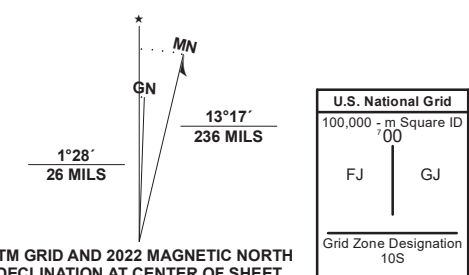 ★
MN
GN
13°17´
236 MILS
1°28´
26 MILS
TM GRID AND 2022 MAGNETIC NORTH
DECLINATION AT CENTER OF SHEET
U.S. National Grid
100,000 - m Square ID
⁷00
FJ GJ
Grid Zone Designation
10S